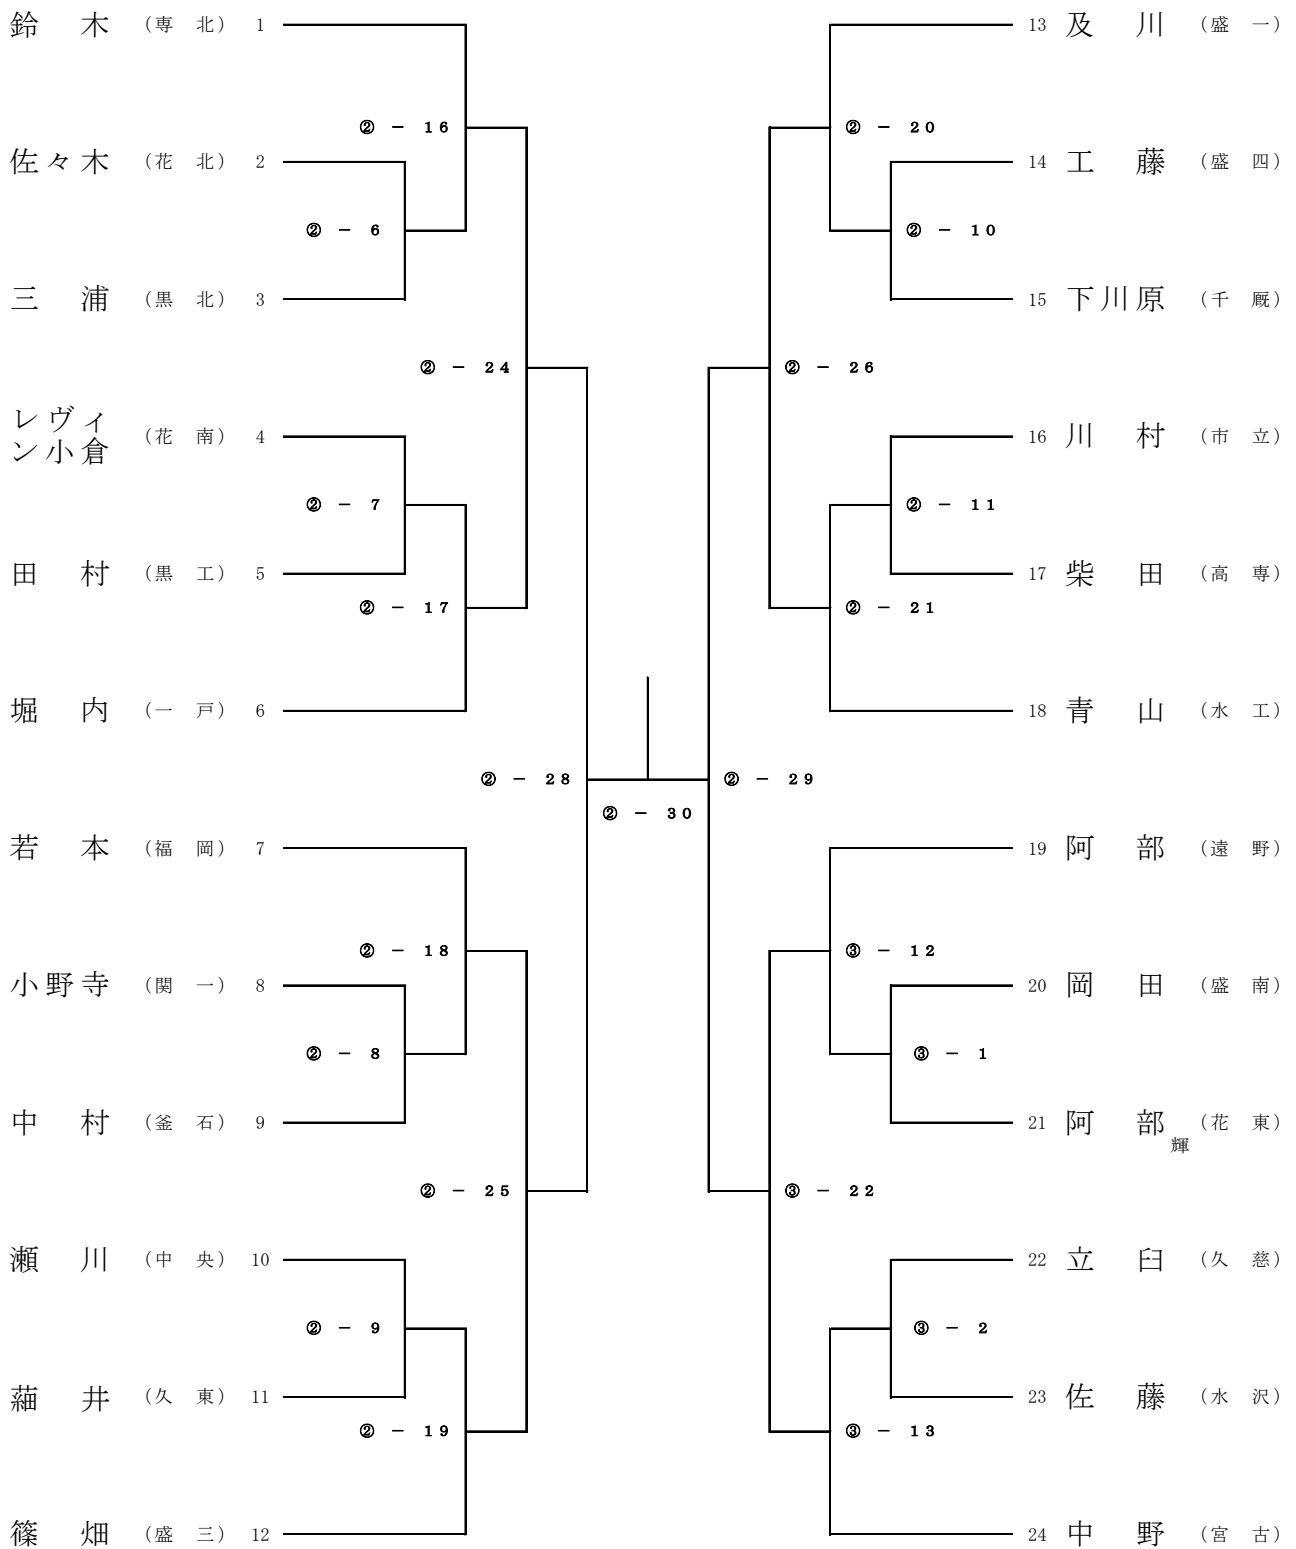 鈴木 (専北) 1
② － 16
佐々木 (花北) 2
② － 6
三浦 (黒北) 3
② － 24
レヴィ
ン小倉 (花南) 4
② － 7
田村 (黒工) 5
② － 17
堀内 (一戸) 6
② － 28
② － 30
若本 (福岡) 7
② － 18
小野寺 (関一) 8
② － 8
中村 (釜石) 9
② － 25
瀬川 (中央) 10
② － 9
井 (久東) 11
② － 19
篠畑 (盛三) 12
13 及川 (盛一)
② － 20
14 工藤 (盛四)
② － 10
15 下川原 (千厩)
② － 26
16 川村 (市立)
② － 11
17 柴田 (高専)
② － 21
18 青山 (水工)
② － 29
19 阿部 (遠野)
③ － 12
20 岡田 (盛南)
③ － 1
21 阿部輝 (花東)
③ － 22
22 立臼 (久慈)
③ － 2
23 佐藤 (水沢)
③ － 13
24 中野 (宮古)